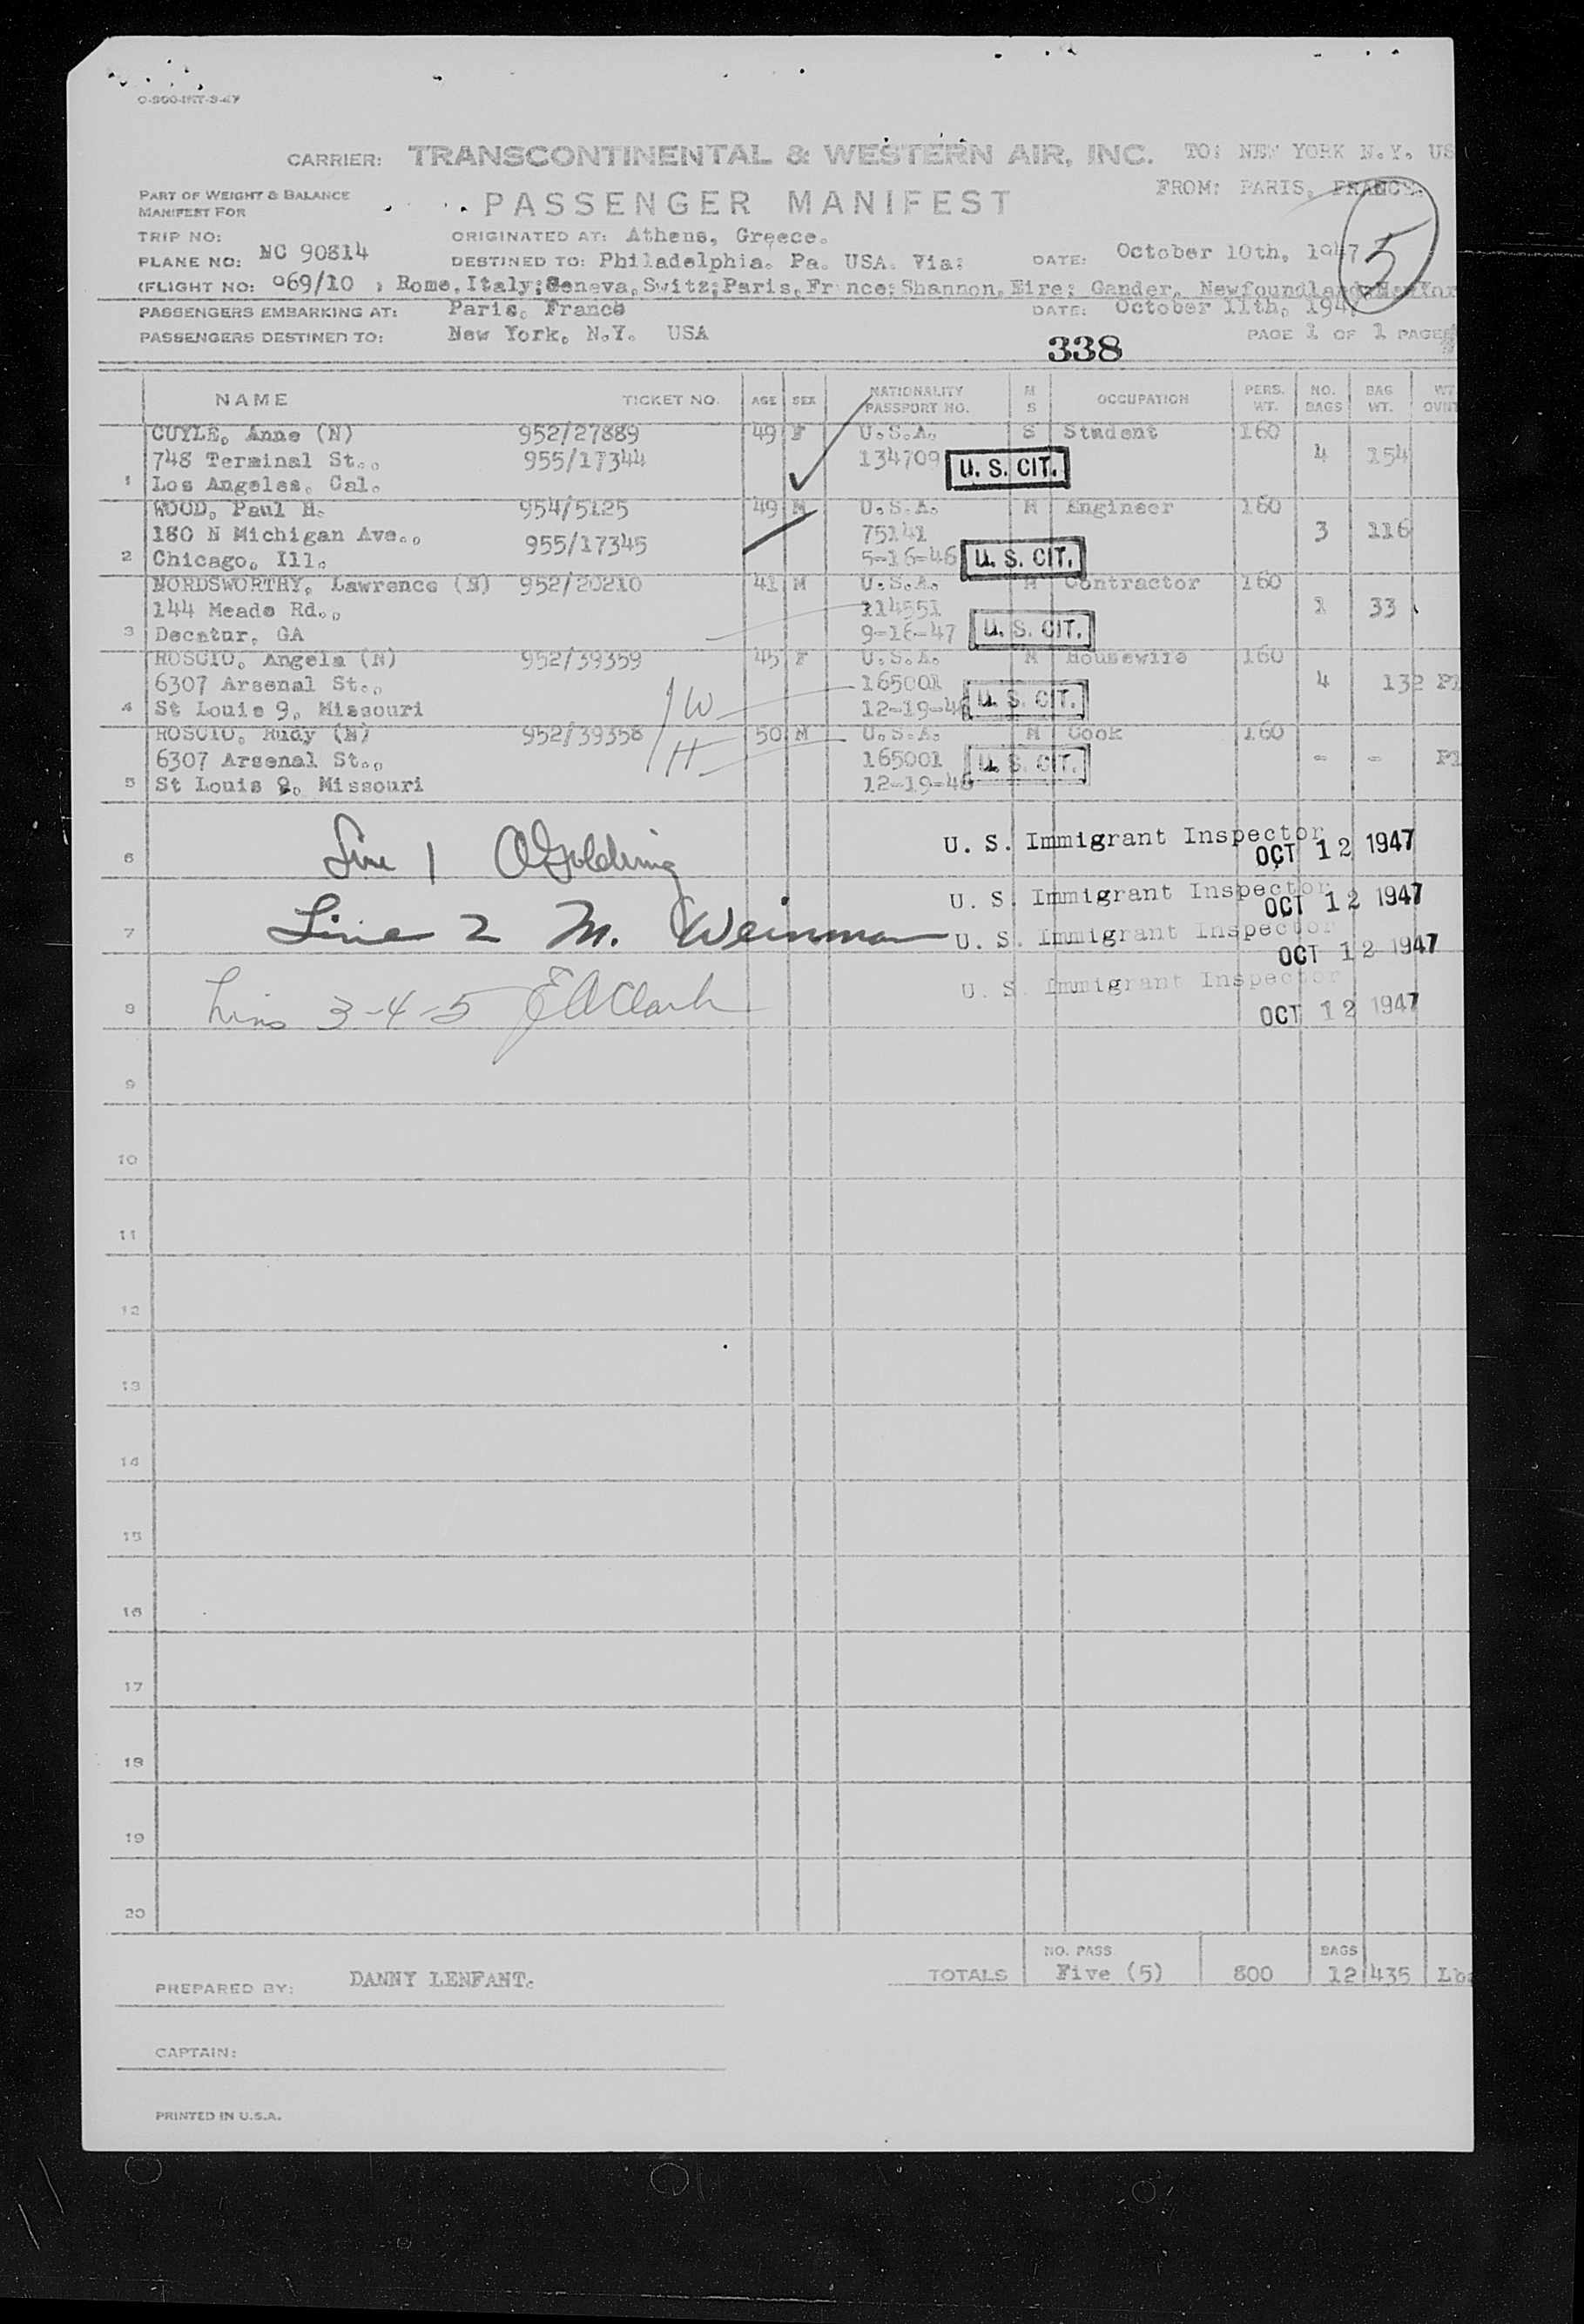 CARRIER: TRANSCONTINENTAL & WESTERN AIR, INC. TO: NEW YORK N.Y. US
FROM: PARIS, FRANCE.
PART OF WEIGHT & BALANCE
MANIFEST FOR
PASSENGER MANIFEST
5
TRIP NO:
ORIGINATED AT: Athens, Greece.
PLANE NO: NC 90814
DESTINED TO: Philadelphia. Pa. USA. Via:
DATE: October 10th, 1947
(FLIGHT NO: 969/10 , Rome, Italy; Geneva, Switz; Paris, Fr nce; Shannon, Eire; Gander, Newfoundland;
PASSENGERS EMBARKING AT: Paris, France DATE: October 11th, 194
PASSENGERS DESTINED TO: New York, N.Y. USA PAGE 1 OF 1 PAGES
338
NAME TICKET NO. AGE SEX NATIONALITY PASSPORT NO. M S OCCUPATION PERS. WT. NO. BAGS BAG WT. WT
CUYLE, Anne (N) 952/27889 49 F U.S.A. S Student 160
748 Terminal St., 955/17344 134709 U. S. CIT. 4 154
1 Los Angeles, Cal.
WOOD, Paul H. 954/5125 49 M U.S.A. M Engineer 160
180 N Michigan Ave., 955/17345 75141 3 116
2 Chicago, Ill. 5-16-46 U. S. CIT.
NORDSWORTHY, Lawrence (N) 952/20210 41 M U.S.A. M Contractor 160
144 Meade Rd., 114551 1 33
3 Decatur, GA 9-16-47 U. S. CIT.
ROSCIO, Angela (N) 952/39359 45 F U.S.A. M Housewife 160
6307 Arsenal St., W 165001 4 132
4 St Louis 9, Missouri 12-19-46 U. S. CIT.
ROSCIO, Rudy (N) 952/39358 50 M U.S.A. M Cook 160
6307 Arsenal St., H 165001 U. S. CIT. - -
5 St Louis 9, Missouri 12-19-46
6 Line 1 U. S. Immigrant Inspector
OCT 12 1947
U. S. Immigrant Inspector
OCT 12 1947
7 Line 2 M. Weinman U. S. Immigrant Inspector
OCT 12 1947
8 Lins 3-4-5 E A Clark U. S. Immigrant Inspector
OCT 12 1947
9
10
11
12
13
14
15
16
17
18
19
20
TOTALS NO. PASS. Five (5) 800 BAGS 12 435 Lbs
PREPARED BY: DANNY LENFANT.
CAPTAIN:
PRINTED IN U.S.A.